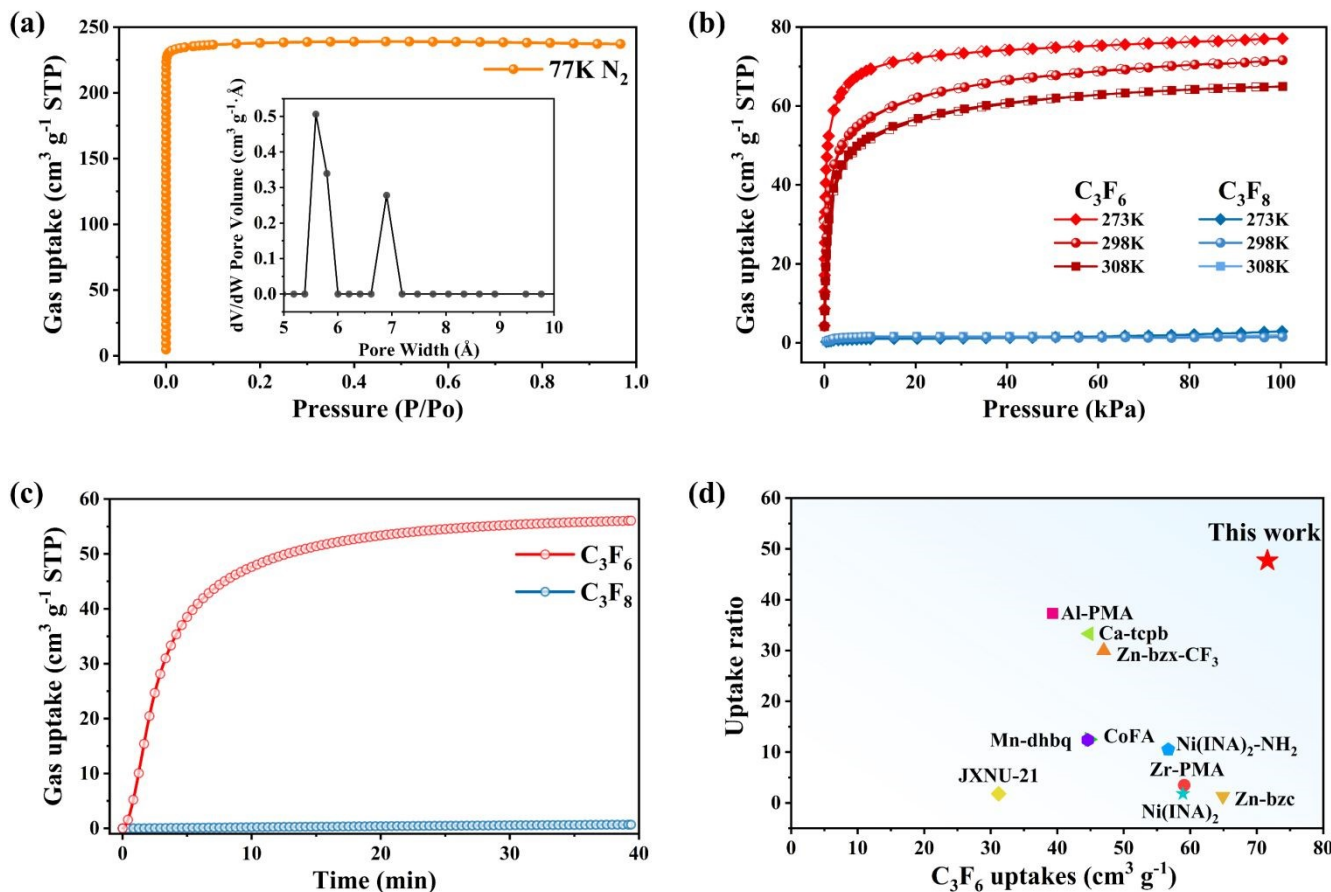 (a)
Gas uptake (cm³ g⁻¹ STP)
250
200
150
100
50
0
77K N₂
dV/dW Pore Volume (cm³ g⁻¹·Å)
0.5
0.4
0.3
0.2
0.1
0.0
5 6 7 8 9 10
Pore Width (Å)
0.0 0.2 0.4 0.6 0.8 1.0
Pressure (P/Po)
(b)
Gas uptake (cm³ g⁻¹ STP)
80
60
40
20
0
C₃F₆ C₃F₈
273K 273K
298K 298K
308K 308K
0 20 40 60 80 100
Pressure (kPa)
(c)
Gas uptake (cm³ g⁻¹ STP)
60
50
40
30
20
10
0
C₃F₆
C₃F₈
0 10 20 30 40
Time (min)
(d)
Uptake ratio
60
50
40
30
20
10
0
This work
Al-PMA
Ca-tcpb
Zn-bzx-CF₃
Mn-dhbq CoFA
Ni(INA)₂-NH₂
JXNU-21
Zr-PMA
Zn-bzc
Ni(INA)₂
0 10 20 30 40 50 60 70 80
C₃F₆ uptakes (cm³ g⁻¹)